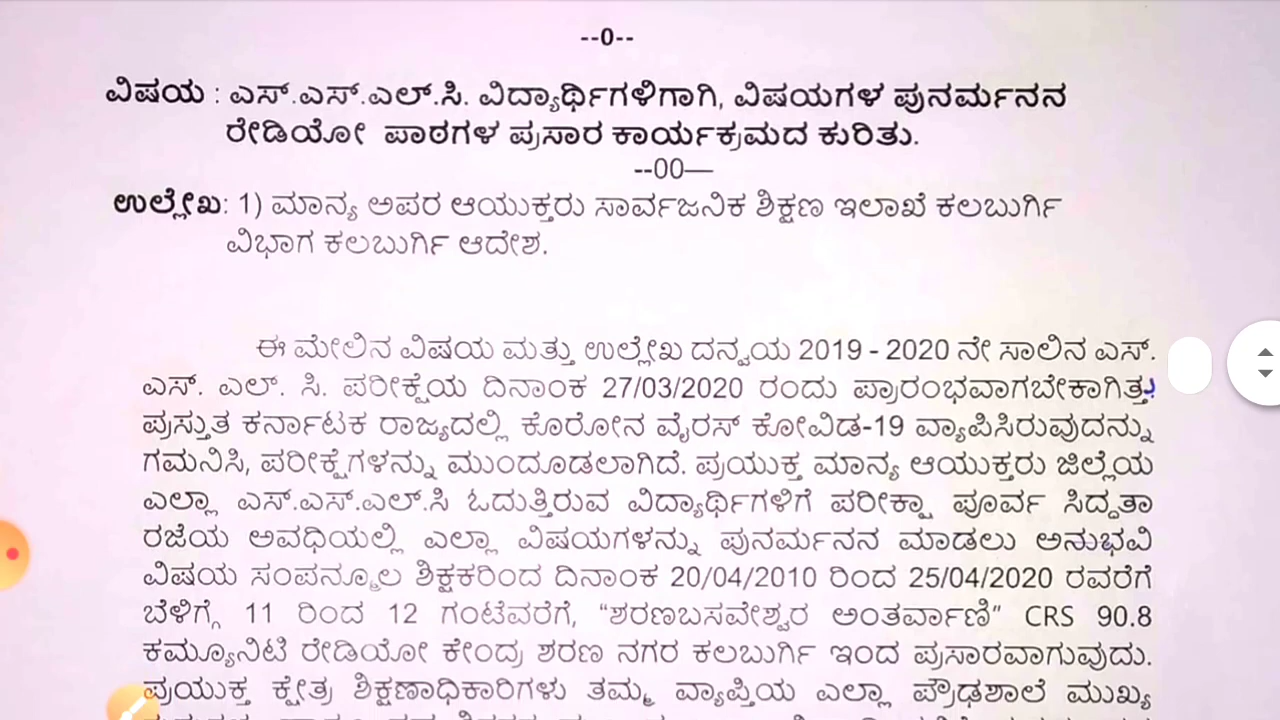 --0--
ವಿಷಯ : ಎಸ್.ಎಸ್.ಎಲ್.ಸಿ. ವಿದ್ಯಾರ್ಥಿಗಳಿಗಾಗಿ, ವಿಷಯಗಳ ಪುನರ್ಮನನ
ರೇಡಿಯೋ ಪಾಠಗಳ ಪ್ರಸಾರ ಕಾರ್ಯಕ್ರಮದ ಕುರಿತು.
--00—
ಉಲ್ಲೇಖ: 1) ಮಾನ್ಯ ಅಪರ ಆಯುಕ್ತರು ಸಾರ್ವಜನಿಕ ಶಿಕ್ಷಣ ಇಲಾಖೆ ಕಲಬುರ್ಗಿ
ವಿಭಾಗ ಕಲಬುರ್ಗಿ ಆದೇಶ.
ಈ ಮೇಲಿನ ವಿಷಯ ಮತ್ತು ಉಲ್ಲೇಖ ದನ್ವಯ 2019 - 2020 ನೇ ಸಾಲಿನ ಎಸ್.
ಎಸ್. ಎಲ್. ಸಿ. ಪರೀಕ್ಷೆಯ ದಿನಾಂಕ 27/03/2020 ರಂದು ಪ್ರಾರಂಭವಾಗಬೇಕಾಗಿತ್ತು
ಪ್ರಸ್ತುತ ಕರ್ನಾಟಕ ರಾಜ್ಯದಲ್ಲಿ ಕೊರೋನ ವೈರಸ್ ಕೋವಿಡ-19 ವ್ಯಾಪಿಸಿರುವುದನ್ನು
ಗಮನಿಸಿ, ಪರೀಕ್ಷೆಗಳನ್ನು ಮುಂದೂಡಲಾಗಿದೆ. ಪ್ರಯುಕ್ತ ಮಾನ್ಯ ಆಯುಕ್ತರು ಜಿಲ್ಲೆಯ
ಎಲ್ಲಾ ಎಸ್.ಎಸ್.ಎಲ್.ಸಿ ಓದುತ್ತಿರುವ ವಿದ್ಯಾರ್ಥಿಗಳಿಗೆ ಪರೀಕ್ಷಾ ಪೂರ್ವ ಸಿದ್ದತಾ
ರಜೆಯ ಅವಧಿಯಲ್ಲಿ ಎಲ್ಲಾ ವಿಷಯಗಳನ್ನು ಪುನರ್ಮನನ ಮಾಡಲು ಅನುಭವಿ
ವಿಷಯ ಸಂಪನ್ಮೂಲ ಶಿಕ್ಷಕರಿಂದ ದಿನಾಂಕ 20/04/2010 ರಿಂದ 25/04/2020 ರವರೆಗೆ
ಬೆಳಿಗ್ಗೆ 11 ರಿಂದ 12 ಗಂಟೆವರೆಗೆ, “ಶರಣಬಸವೇಶ್ವರ ಅಂತರ್ವಾಣಿ” CRS 90.8
ಕಮ್ಯೂನಿಟಿ ರೇಡಿಯೋ ಕೇಂದ್ರ ಶರಣ ನಗರ ಕಲಬುರ್ಗಿ ಇಂದ ಪ್ರಸಾರವಾಗುವುದು.
ಪ್ರಯುಕ್ತ ಕ್ಷೇತ್ರ ಶಿಕ್ಷಣಾಧಿಕಾರಿಗಳು ತಮ್ಮ ವ್ಯಾಪ್ತಿಯ ಎಲ್ಲಾ ಪ್ರೌಢಶಾಲೆ ಮುಖ್ಯ